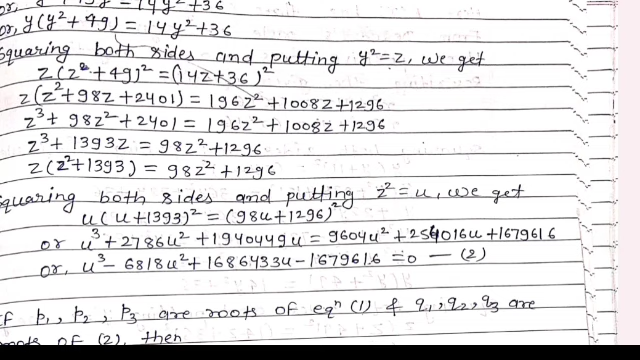 or, y(y²+49) = 14y²+36
Squaring both sides and putting y²=z, we get
z(z²+49)²=(14z+36)²
z(z²+98z+2401) = 196z²+1008z+1296
z³+98z²+2401 = 196z²+1008z+1296
z³+1393z = 98z²+1296
z(z²+1393) = 98z²+1296
Squaring both sides and putting z²=u, we get
u(u+1393)²=(98u+1296)²
or u³+2786u²+1940449u = 9604u²+254016u+1679616
or, u³-6818u²+1686433u-1679616=0 —(2)
If p₁, p₂, p₃ are roots of eqⁿ (1) & q₁, q₂, q₃ are
roots of (2), then